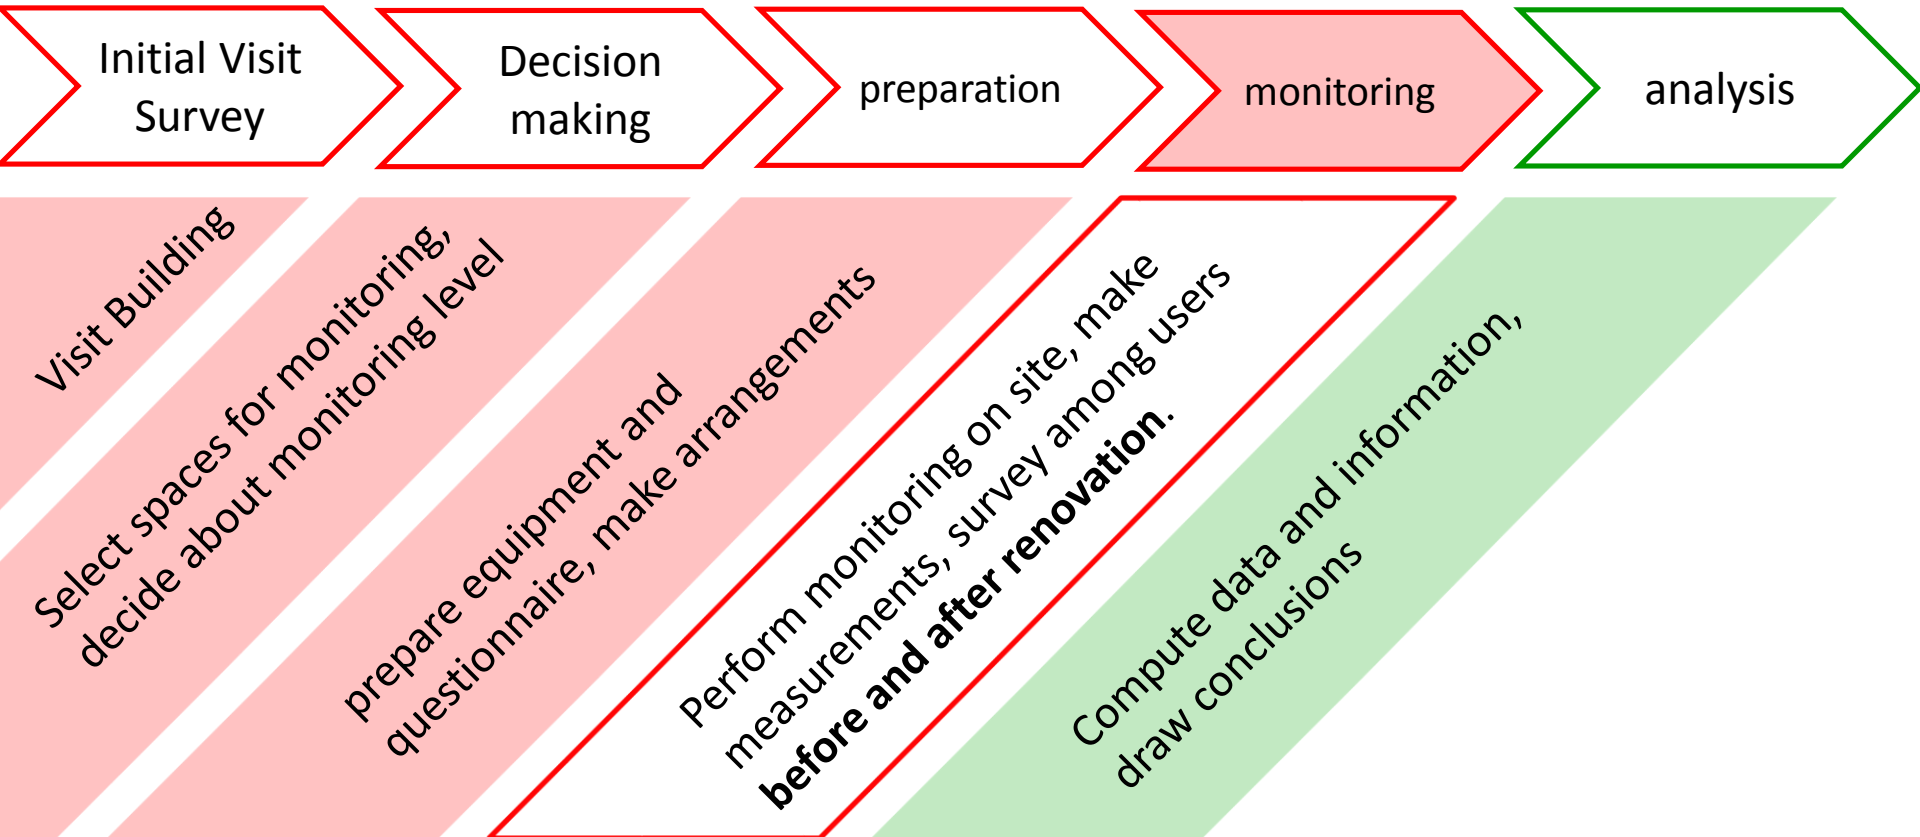 Initial Visit
Survey
Decision
making
preparation
monitoring
analysis
Visit Building
Select spaces for monitoring,
decide about monitoring level
prepare equipment and
questionnaire, make arrangements
Perform monitoring on site, make
measurements, survey among users
before and after renovation.
Compute data and information,
draw conclusions